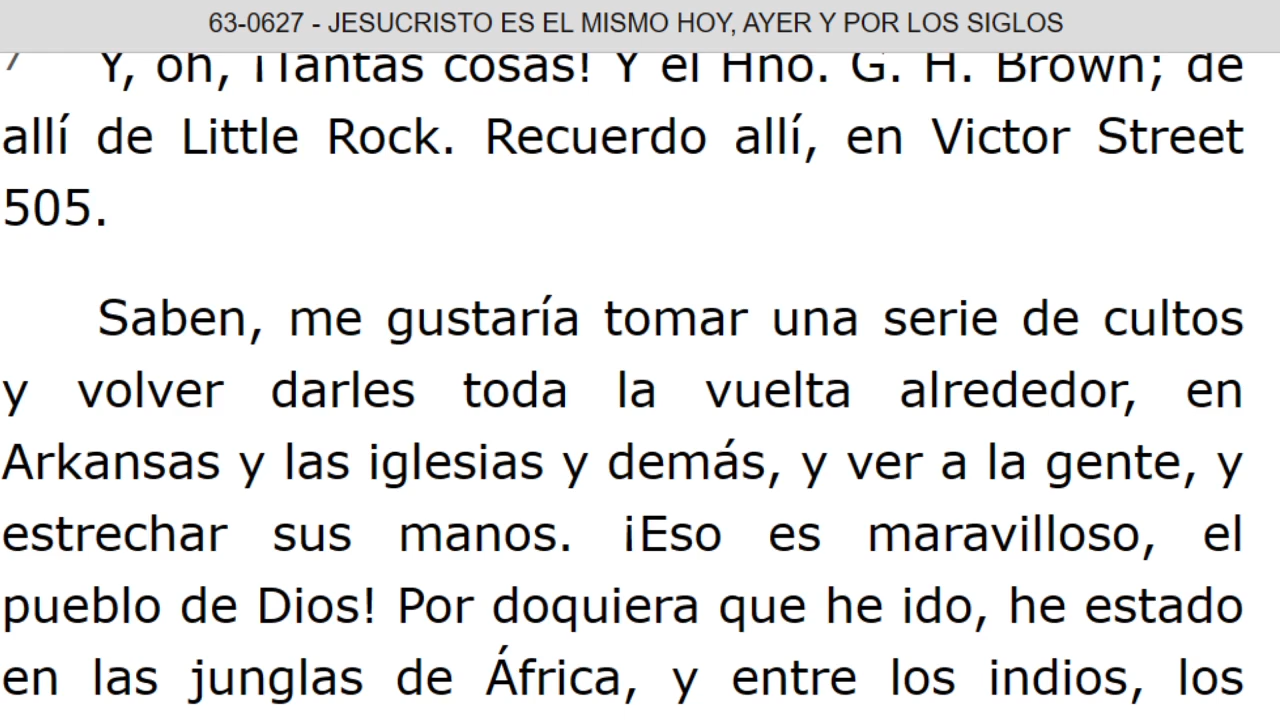 63-0627 - JESUCRISTO ES EL MISMO HOY, AYER Y POR LOS SIGLOS
7 Y, oh, ¡Tantas cosas! Y el Hno. G. H. Brown; de
allí de Little Rock. Recuerdo allí, en Victor Street
505.
Saben, me gustaría tomar una serie de cultos
y volver darles toda la vuelta alrededor, en
Arkansas y las iglesias y demás, y ver a la gente, y
estrechar sus manos. ¡Eso es maravilloso, el
pueblo de Dios! Por doquiera que he ido, he estado
en las junglas de África, y entre los indios, los